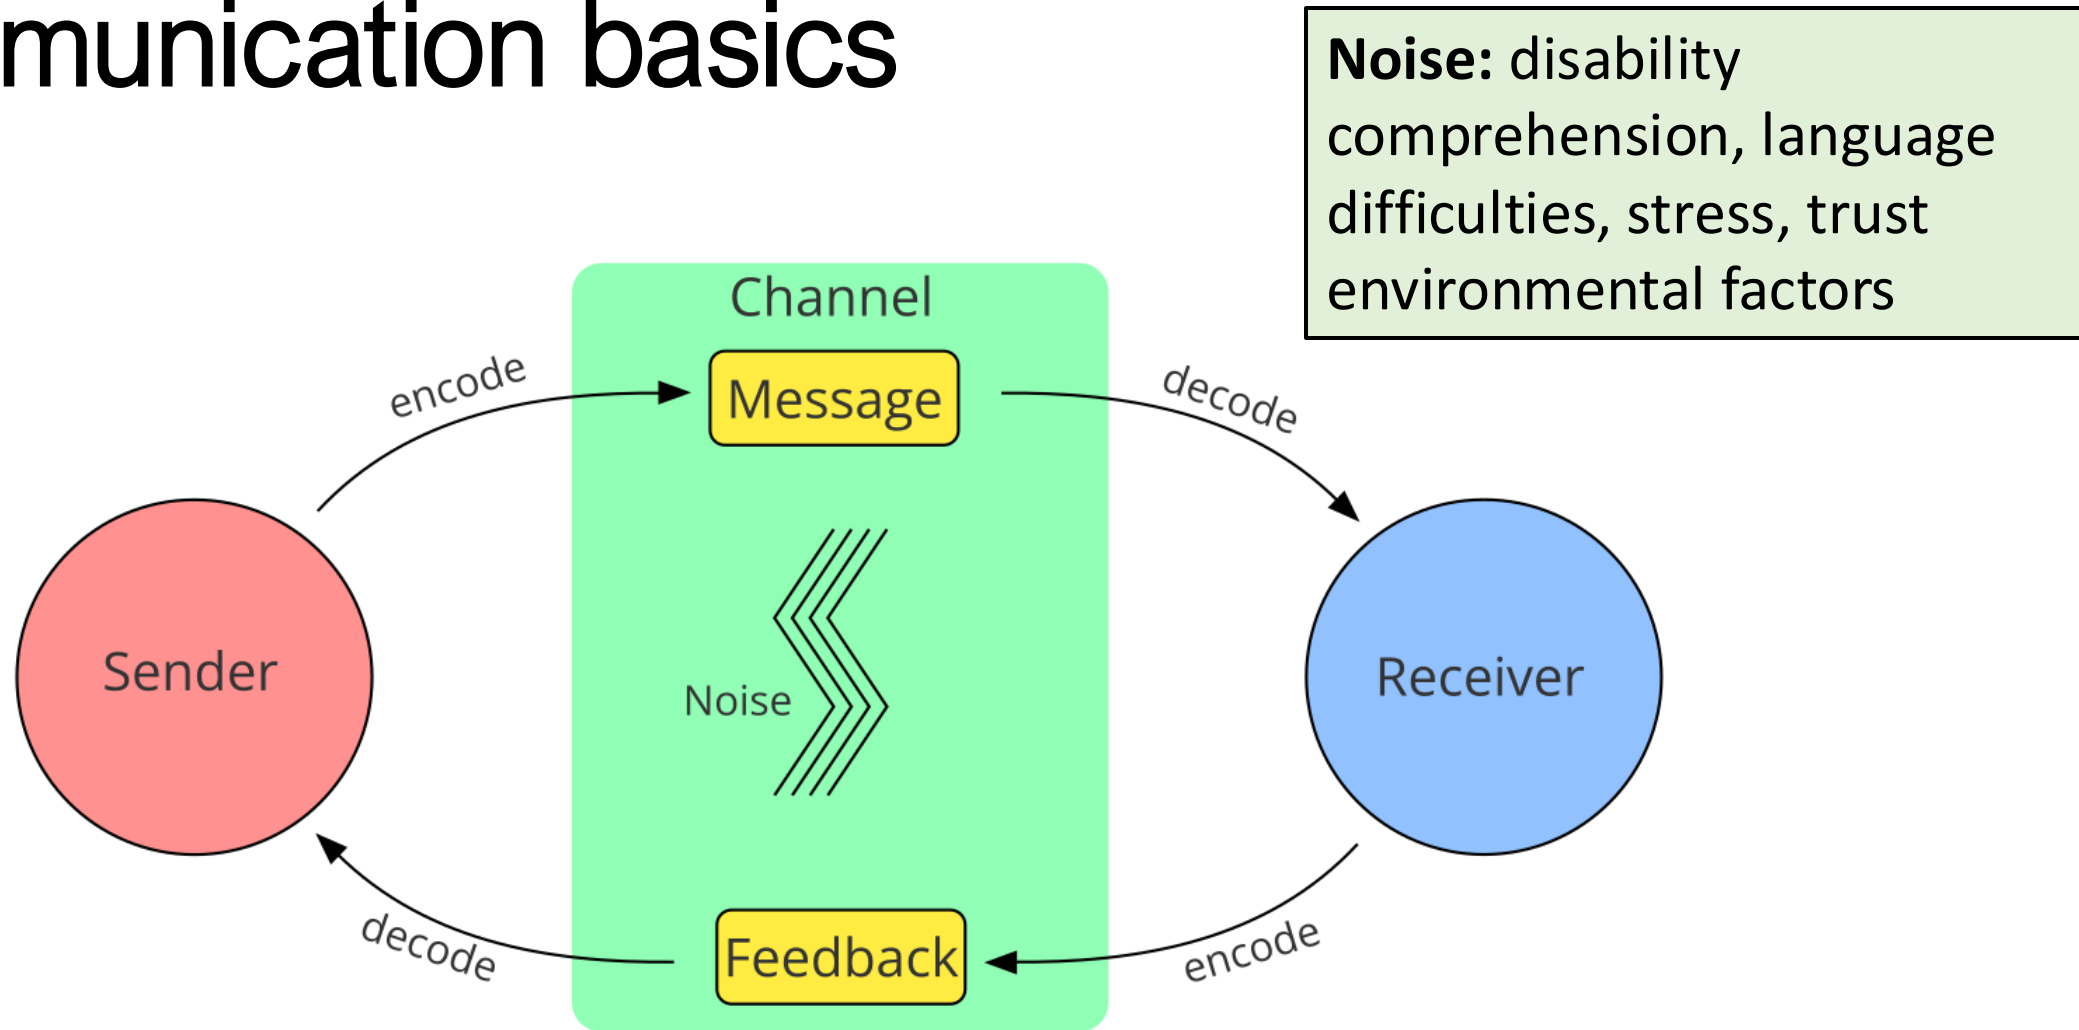 munication basics
Noise: disability
comprehension, language
difficulties, stress, trust
environmental factors
Channel
encode
Message
decode
Sender
Noise
Receiver
decode
Feedback
encode